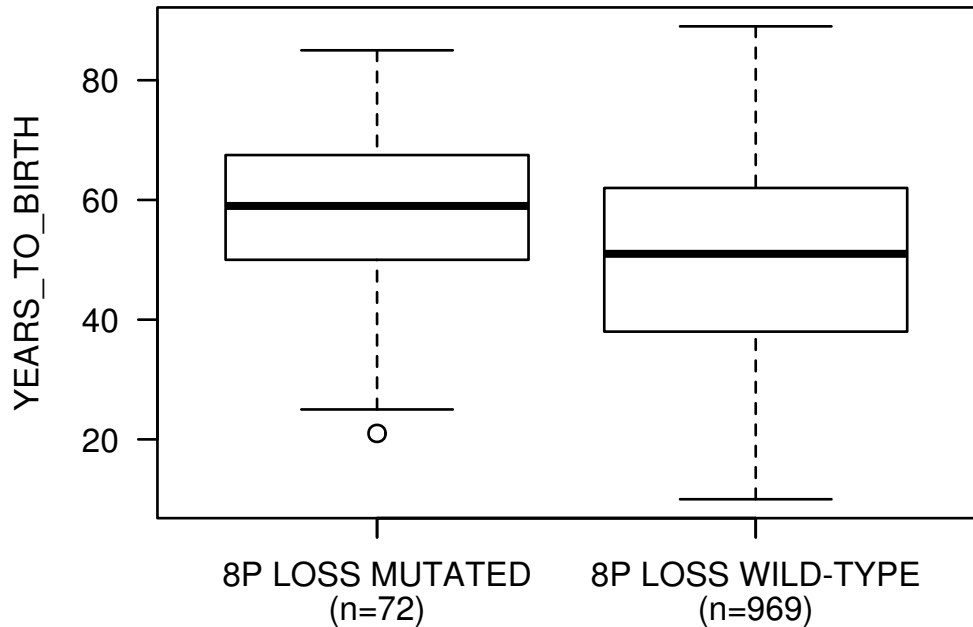 YEARS_TO_BIRTH
80
60
40
20
8P LOSS MUTATED
(n=72)
8P LOSS WILD-TYPE
(n=969)